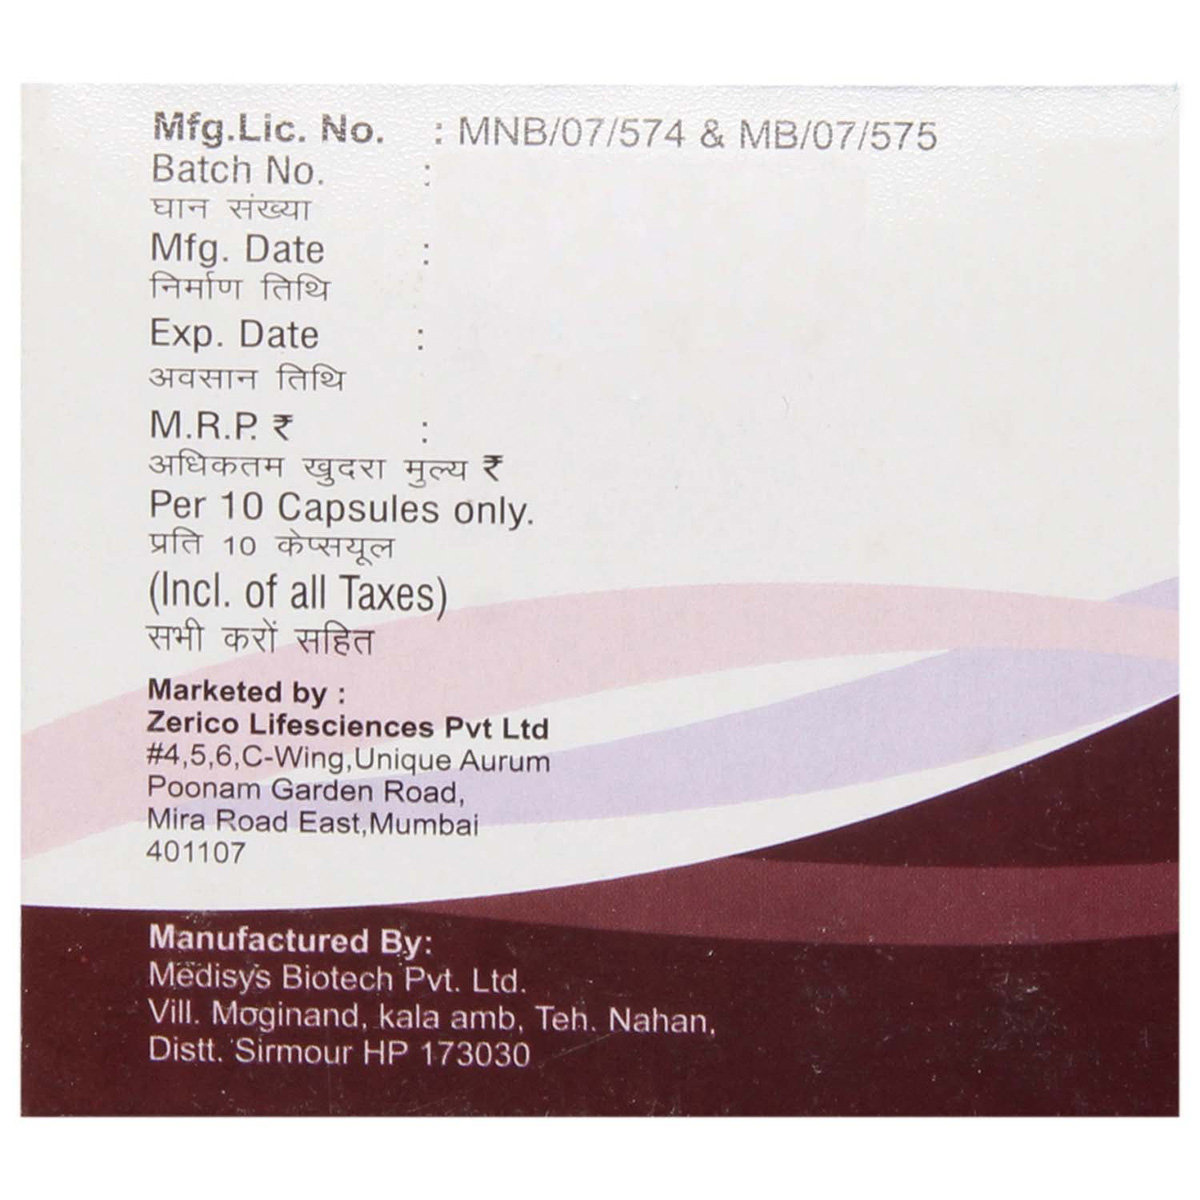 Mfg.Lic. No. : MNB/07/574 & MB/07/575
Batch No. :
घान संख्या
Mfg. Date :
निर्माण तिथि
Exp. Date :
अवसान तिथि
M.R.P. ₹ :
अधिकतम खुदरा मुल्य ₹
Per 10 Capsules only.
प्रति 10 केप्सयूल
(Incl. of all Taxes)
सभी करों सहित
Marketed by :
Zerico Lifesciences Pvt Ltd
#4,5,6,C-Wing,Unique Aurum
Poonam Garden Road,
Mira Road East,Mumbai
401107
Manufactured By:
Medisys Biotech Pvt. Ltd.
Vill. Moginand, kala amb, Teh. Nahan,
Distt. Sirmour HP 173030